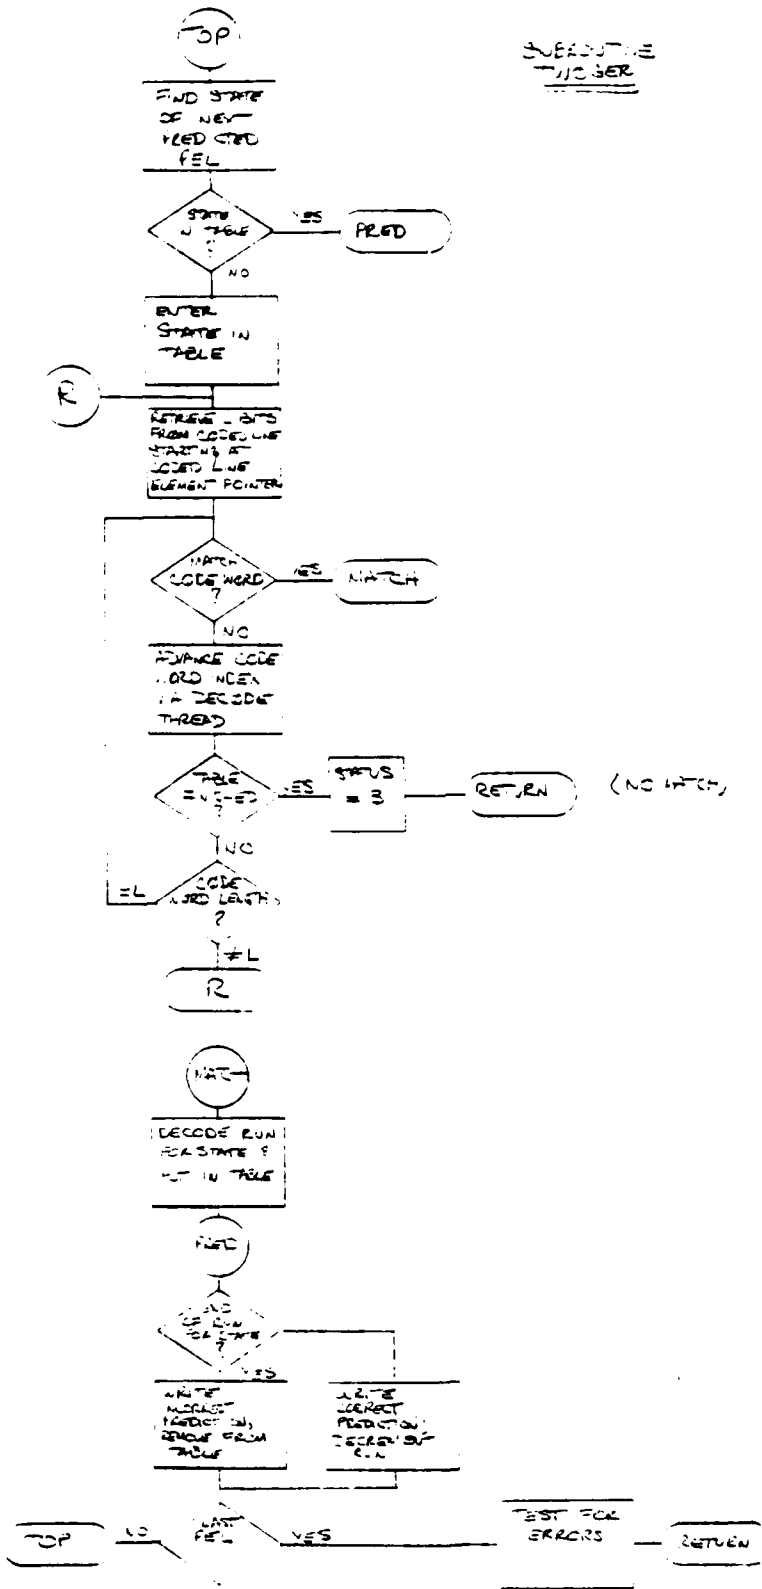 TOP
SUBROUTINE
FIND STATE
OF NEXT
PRED
PEL
STATE
IN TABLE
?
YES
PRED
NO
ENTER
STATE IN
TABLE
R
RETRIEVE L BITS
FROM CODED LINE
STARTING AT
CODED LINE
ELEMENT POINTER
MATCH
CODE WORD
?
YES
MATCH
NO
ADVANCE CODE
WORD INDEX
VIA DECODE
THREAD
TABLE
?
YES
STATUS
= 3
RETURN
(NO MATCH)
NO
CODE
WORD LENGTH
?
=L
≠L
R
DECODE RUN
FOR STATE &
PUT IN TABLE
PRED
END
OF RUN
FOR STATE
?
YES
WRITE
PREDICTION,
REMOVE FROM
TABLE
WRITE
CORRECT
PREDICTION,
DECREMENT
RUN
TOP
NO
LAST
PEL
YES
TEST FOR
ERRORS
RETURN